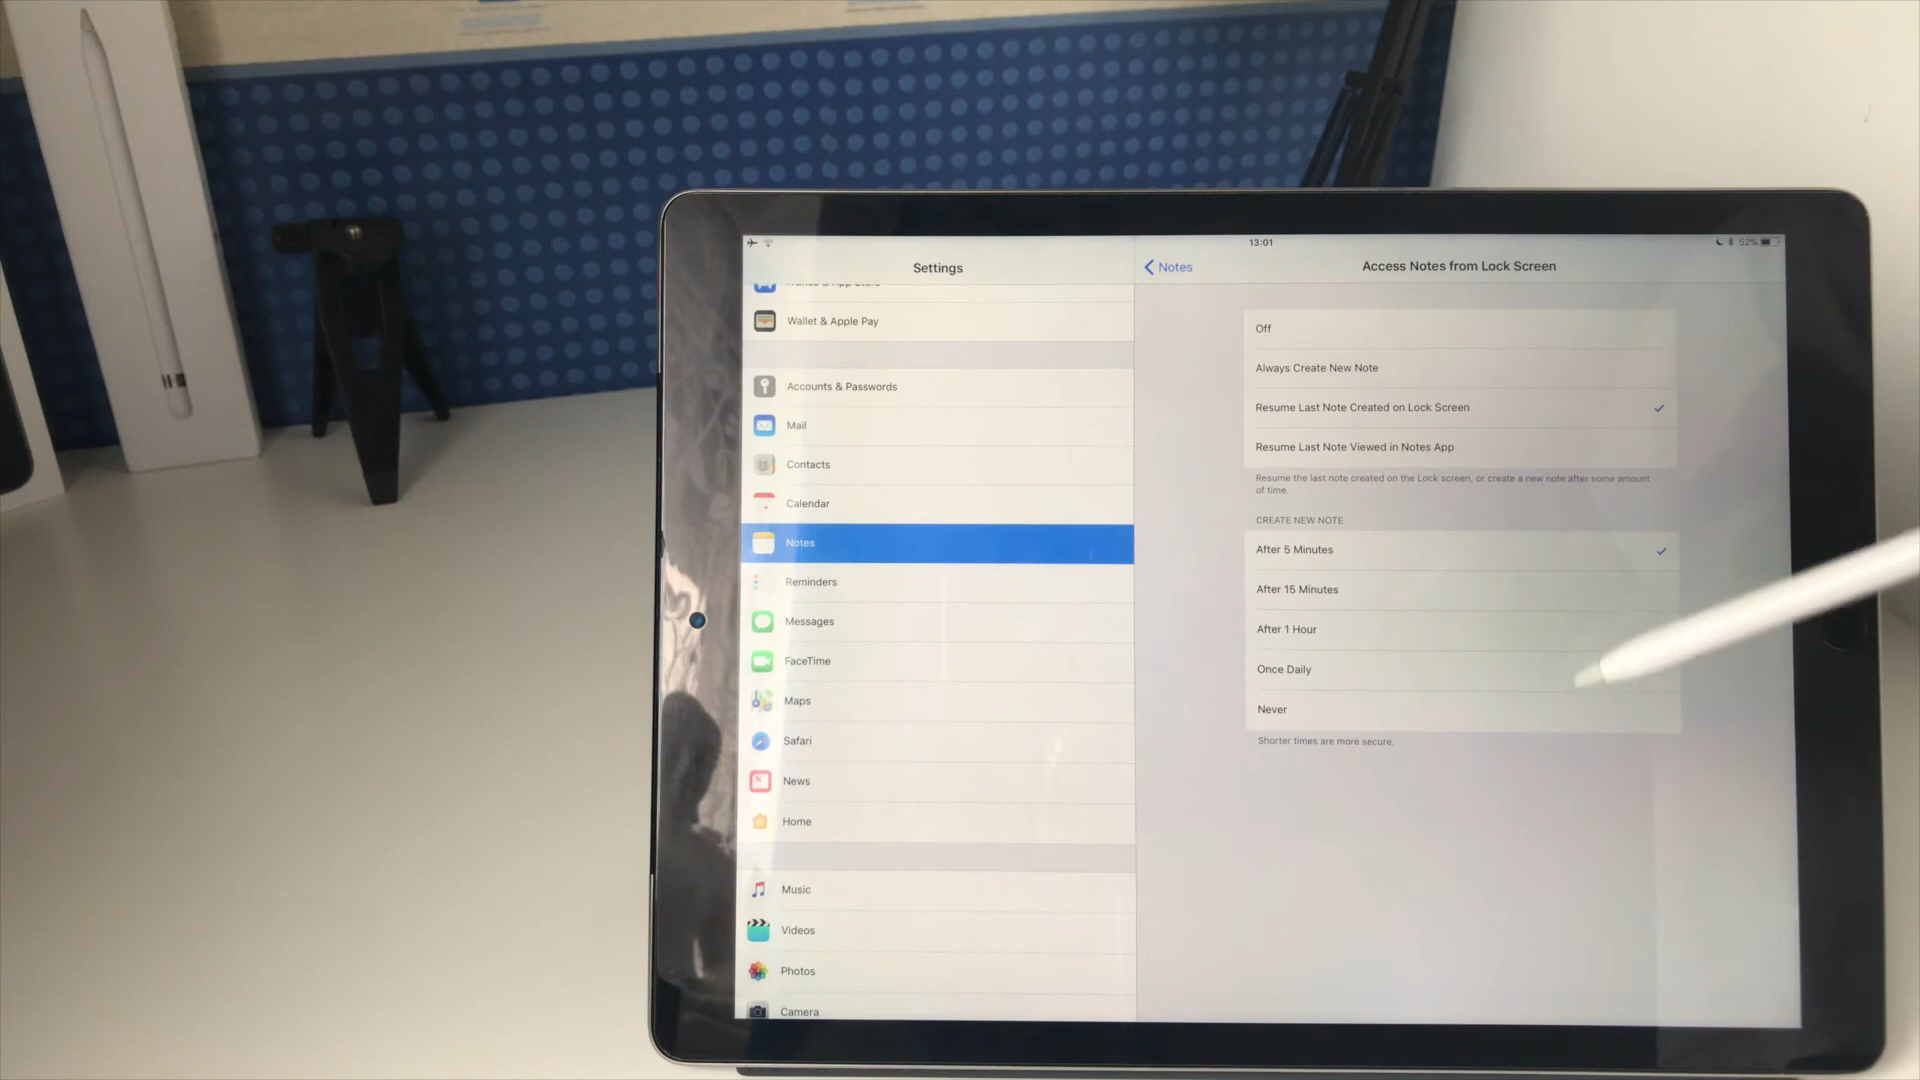 13:01
52%
Settings
Wallet & Apple Pay
Accounts & Passwords
Mail
Contacts
Calendar
Notes
Reminders
Messages
FaceTime
Maps
Safari
News
Home
Music
Videos
Photos
Camera
Notes
Access Notes from Lock Screen
Off
Always Create New Note
Resume Last Note Created on Lock Screen
Resume Last Note Viewed in Notes App
Resume the last note created on the Lock screen, or create a new note after some amount
of time.
CREATE NEW NOTE
After 5 Minutes
After 15 Minutes
After 1 Hour
Once Daily
Never
Shorter times are more secure.